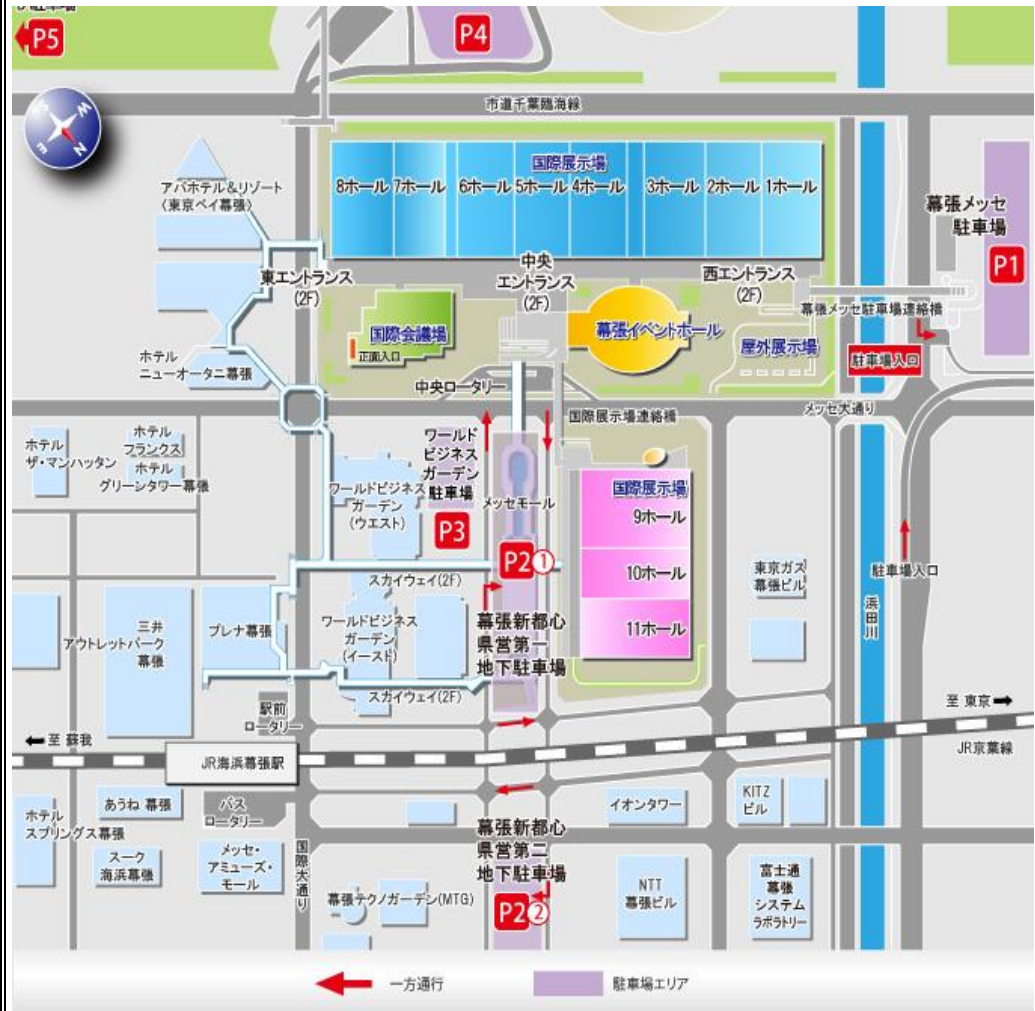 駐車場
P5
P4
市道千葉臨海線
W
S
N
E
国際展示場
8ホール
7ホール
6ホール
5ホール
4ホール
3ホール
2ホール
1ホール
アパホテル&リゾート
(東京ベイ幕張)
幕張メッセ
駐車場
P1
東エントランス
(2F)
中央
エントランス
(2F)
西エントランス
(2F)
幕張メッセ駐車場連絡橋
国際会議場
正面入口
幕張イベントホール
屋外展示場
駐車場入口
ホテル
ニューオータニ幕張
中央ロータリー
国際展示場連絡橋
メッセ大通り
ホテル
ザ・マンハッタン
ホテル
フランクス
ホテル
グリーンタワー幕張
ワールドビジネス
ガーデン
(ウエスト)
ワールド
ビジネス
ガーデン
駐車場
P3
メッセモール
P2①
国際展示場
9ホール
10ホール
11ホール
東京ガス
幕張ビル
駐車場入口
浜田川
スカイウェイ(2F)
三井
アウトレットパーク
幕張
プレナ幕張
ワールドビジネス
ガーデン
(イースト)
幕張新都心
県営第一
地下駐車場
スカイウェイ(2F)
駅前
ロータリー
至 蘇我
至 東京
JR海浜幕張駅
JR京葉線
ホテル
スプリングス幕張
あうね 幕張
バス
ロータリー
イオンタワー
KITZ
ビル
スーク
海浜幕張
メッセ・
アミューズ・
モール
国際大通り
幕張新都心
県営第二
地下駐車場
P2②
幕張テクノガーデン(MTG)
NTT
幕張ビル
富士通
幕張
システム
ラボラトリー
一方通行
駐車場エリア